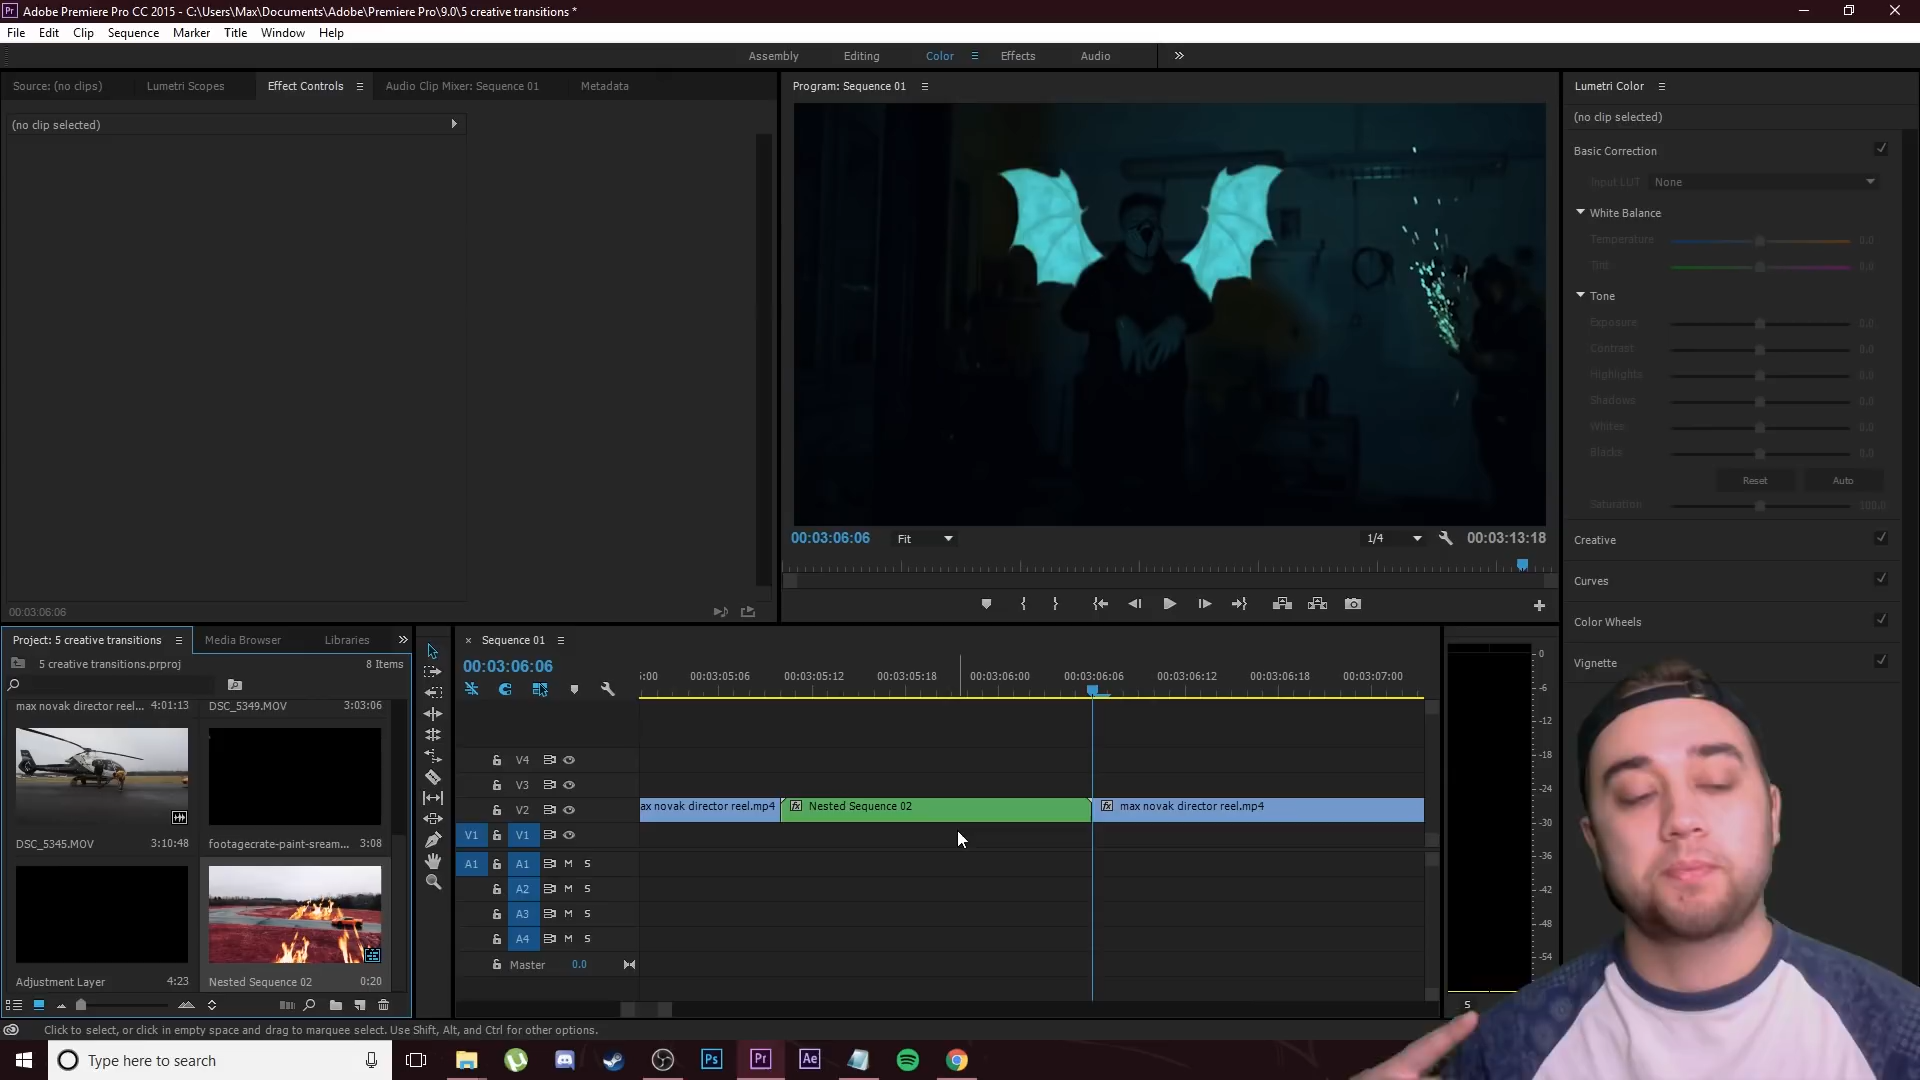 Adobe Premiere Pro CC 2015 - C:\Users\Max\Documents\Adobe\Premiere Pro\9.0\5 creative transitions *
File Edit Clip Sequence Marker Title Window Help
Assembly Editing Color Effects Audio
Source: (no clips) Lumetri Scopes Effect Controls Audio Clip Mixer: Sequence 01 Metadata
(no clip selected)
00:03:06:06
Program: Sequence 01
00:03:06:06 Fit 1/4 00:03:13:18
Lumetri Color
(no clip selected)
Basic Correction
Input LUT None
White Balance
Temperature 0.0
Tint 0.0
Tone
Exposure 0.0
Contrast 0.0
Highlights 0.0
Shadows 0.0
Whites 0.0
Blacks 0.0
Reset Auto
Saturation 100.0
Creative
Curves
Color Wheels
Vignette
Project: 5 creative transitions Media Browser Libraries
5 creative transitions.prproj 8 Items
max novak director reel... 4:01:13 DSC_5349.MOV 3:03:06
DSC_5345.MOV 3:10:48 footagecrate-paint-sream... 3:08
Adjustment Layer 4:23 Nested Sequence 02 0:20
Sequence 01
00:03:06:06
5:00 00:03:05:06 00:03:05:12 00:03:05:18 00:03:06:00 00:03:06:06 00:03:06:12 00:03:06:18 00:03:07:00
V4
V3
V2 ax novak director reel.mp4 Nested Sequence 02 max novak director reel.mp4
V1 V1
A1 A1 M S
A2 M S
A3 M S
A4 M S
Master 0.0
0
-6
-12
-18
-24
-30
-36
-42
-48
-54
S
Click to select, or click in empty space and drag to marquee select. Use Shift, Alt, and Ctrl for other options.
Type here to search
Ps Pr Ae